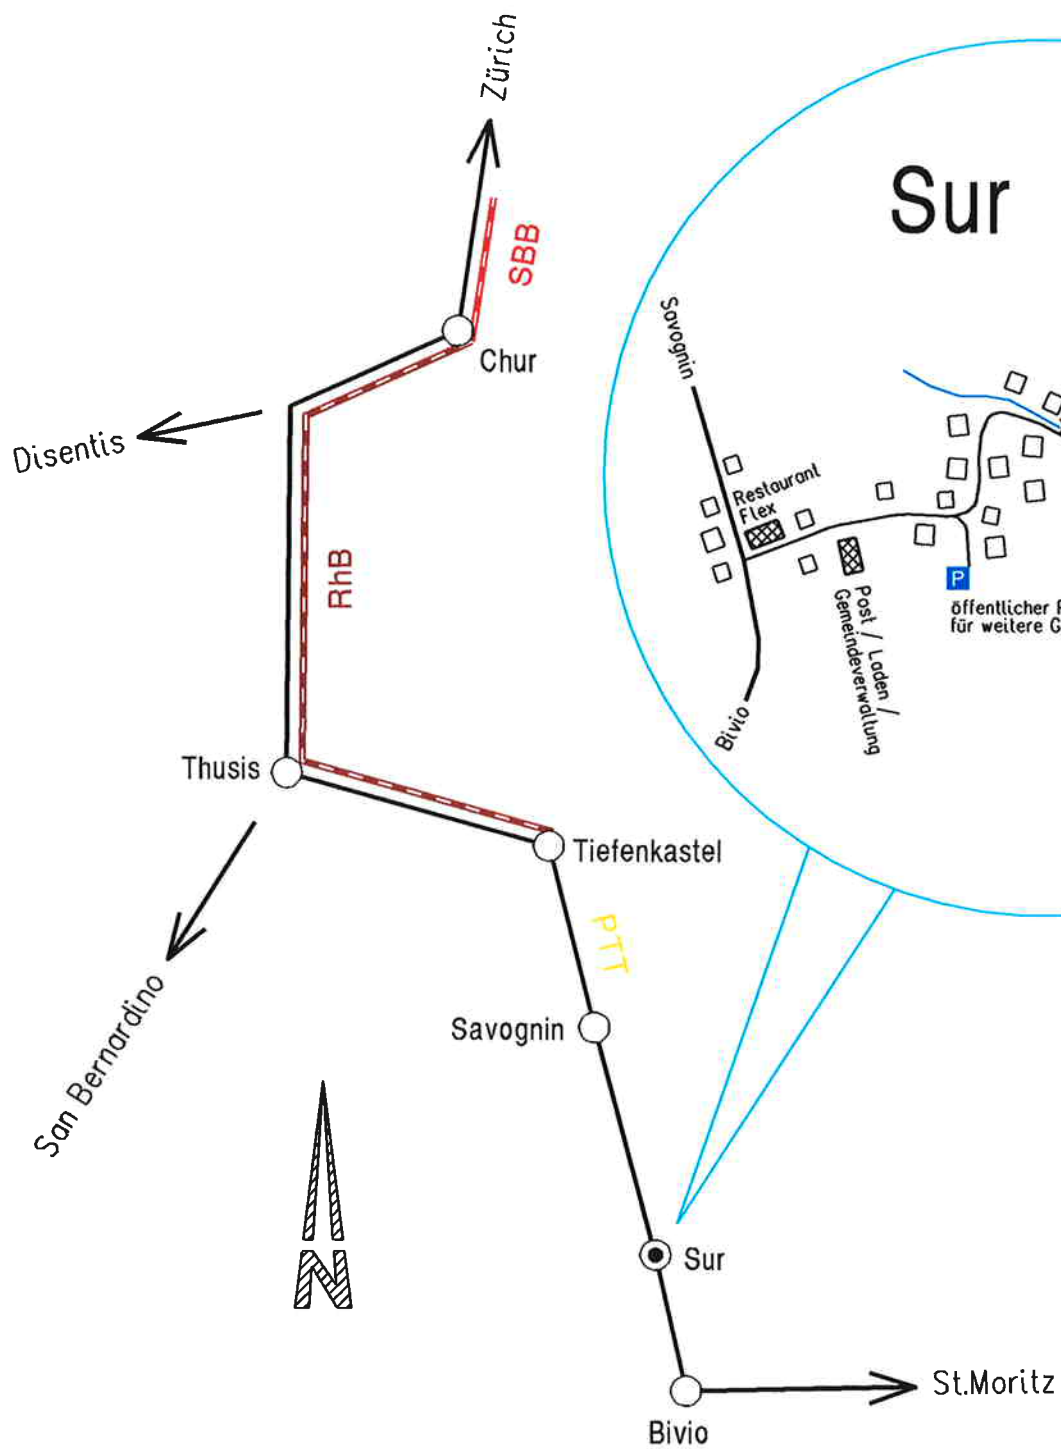 Zürich
SBB
Chur
Disentis
RhB
Thusis
Tiefenkastel
PTT
San Bernardino
Savognin
N
Sur
Bivio
St.Moritz
Sur
Savognin
Restaurant
Flex
Post / Laden /
Gemeindeverwaltung
Bivio
P
öffentlicher
für weitere